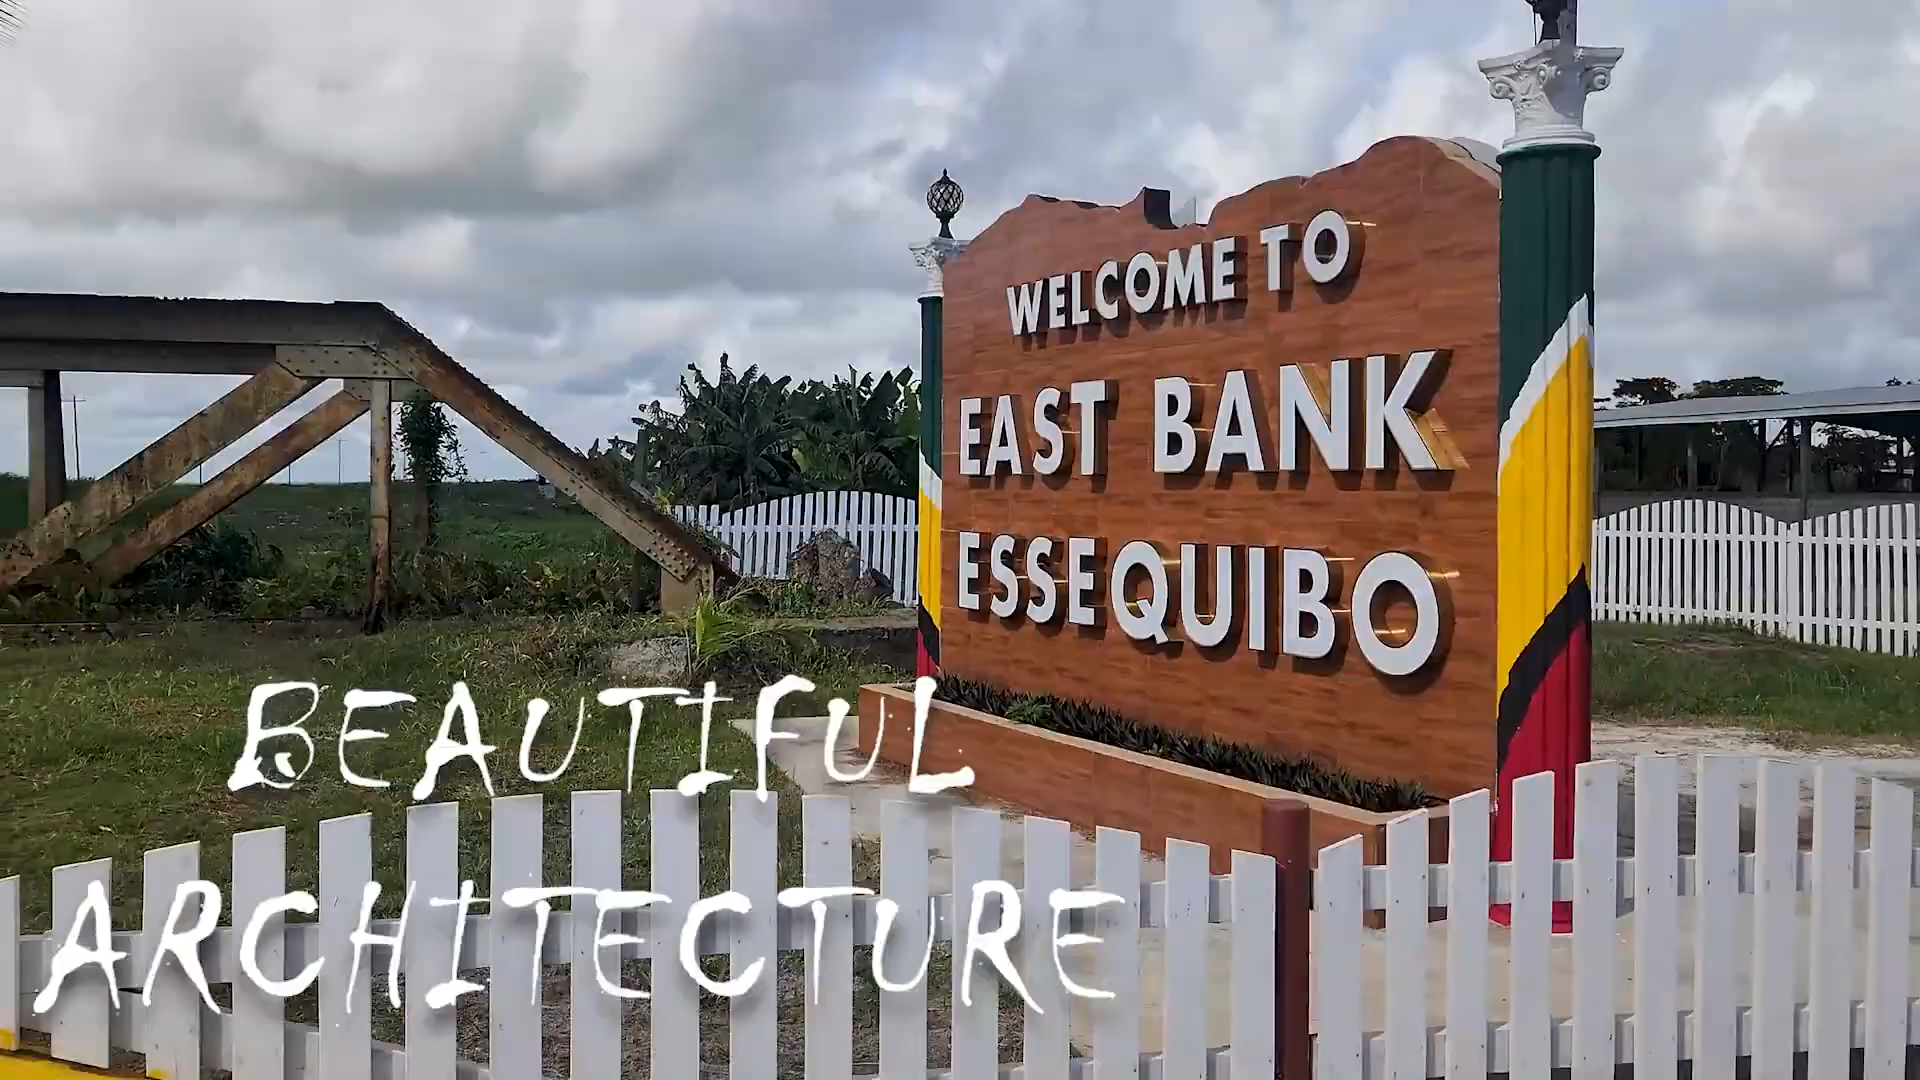 WELCOME TO
EAST BANK
ESSEQUIBO
BEAUTIFUL
ARCHITECTURE